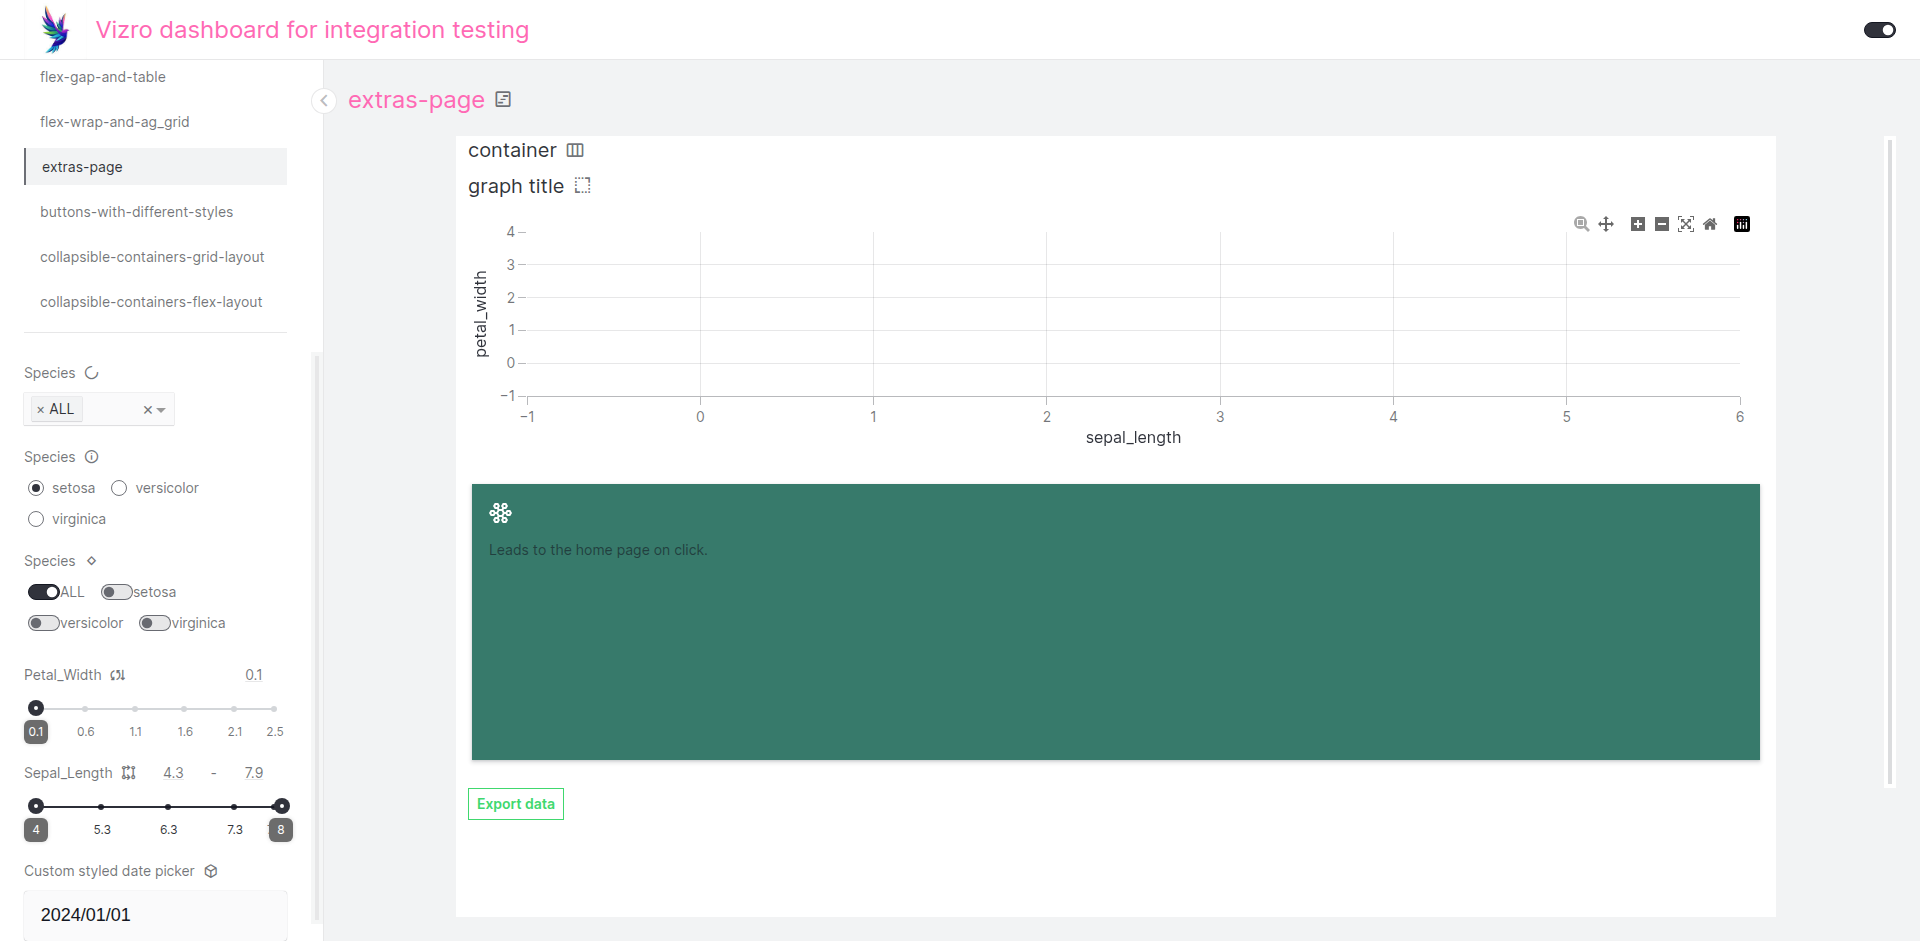 Vizro dashboard for integration testing
flex-gap-and-table
flex-wrap-and-ag_grid
extras-page
buttons-with-different-styles
collapsible-containers-grid-layout
collapsible-containers-flex-layout
Species
× ALL ×
Species
setosa versicolor
virginica
Species
ALL setosa
versicolor virginica
Petal_Width 0.1
0.1 0.6 1.1 1.6 2.1 2.5
Sepal_Length 4.3 - 7.9
4 5.3 6.3 7.3 8
Custom styled date picker
2024/01/01
extras-page
container
graph title
4
3
2
1
0
−1
petal_width
−1 0 1 2 3 4 5 6
sepal_length
Leads to the home page on click.
Export data